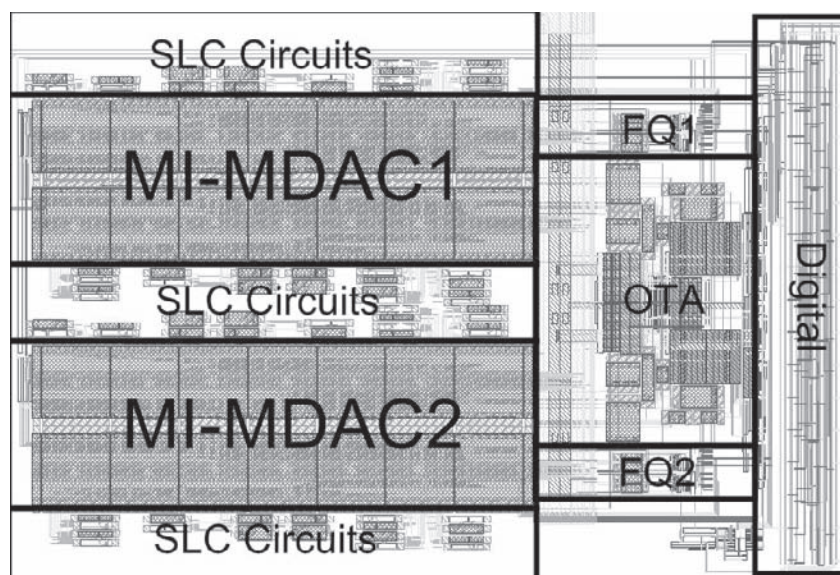 SLC Circuits
MI-MDAC1
SLC Circuits
MI-MDAC2
SLC Circuits
FQ1
OTA
FQ2
Digital